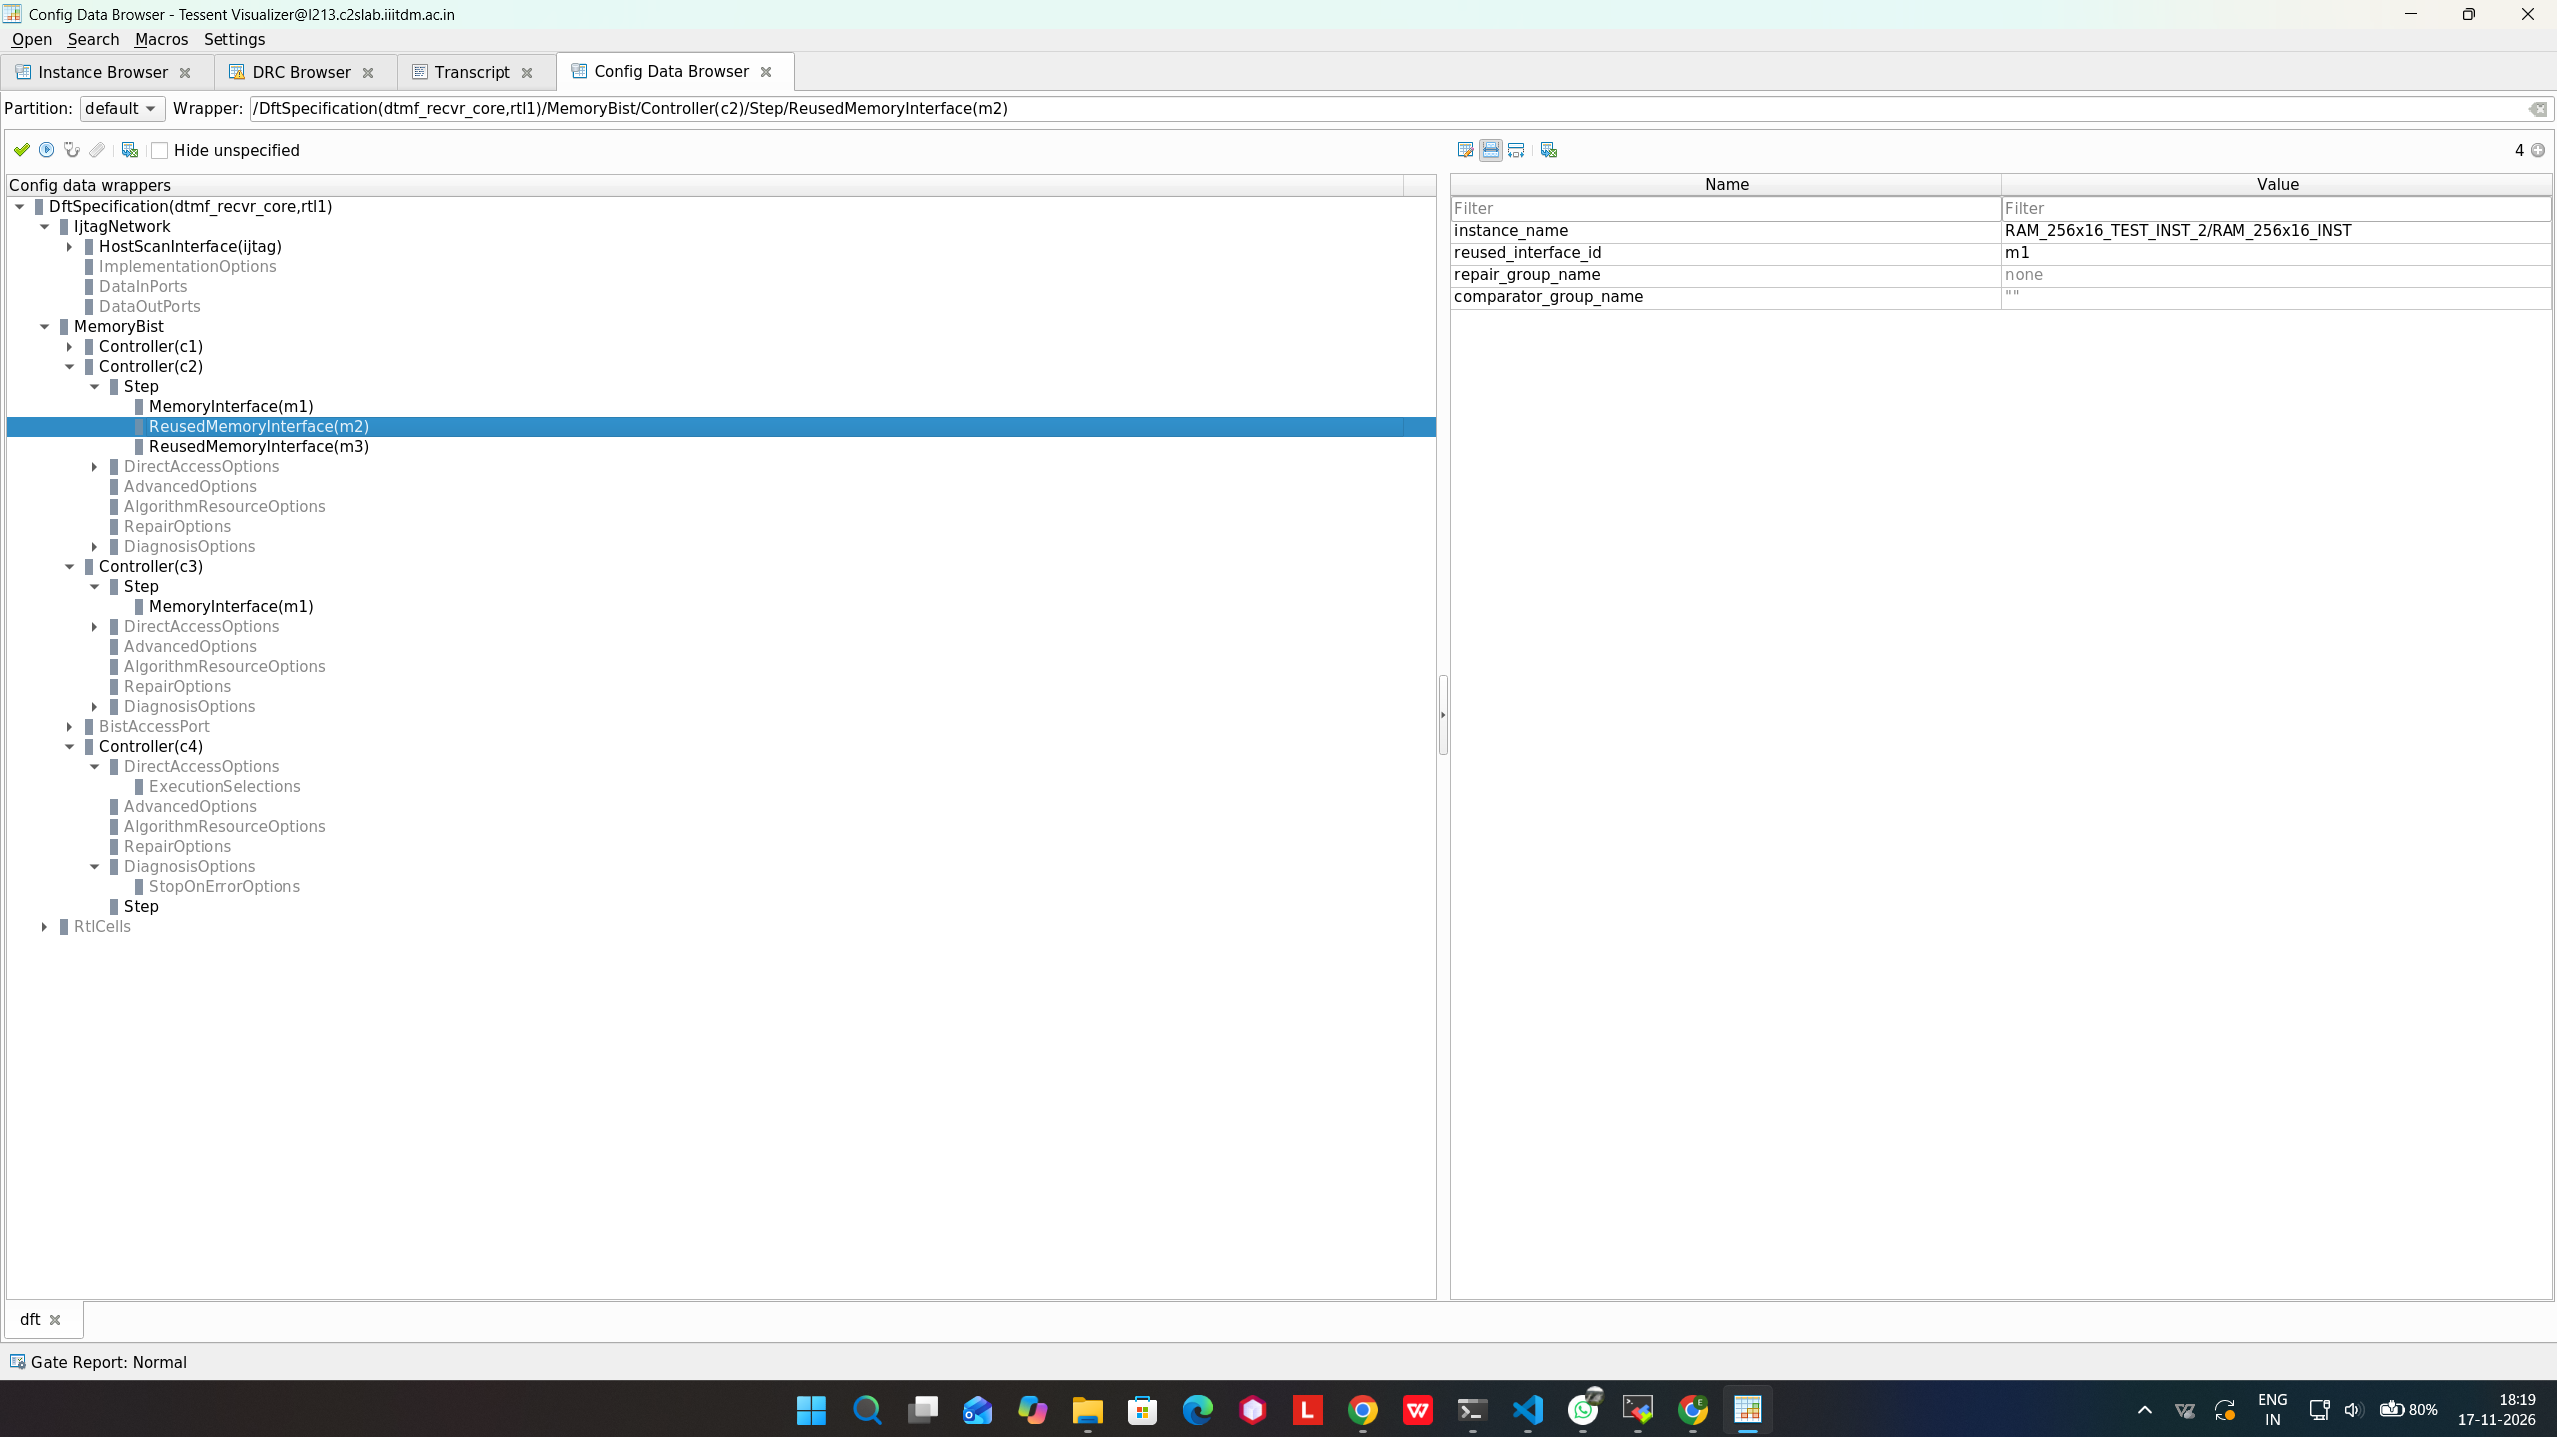 Config Data Browser - Tessent Visualizer@l213.c2slab.iiitdm.ac.in
Open Search Macros Settings
Instance Browser DRC Browser Transcript Config Data Browser
Partition: default Wrapper: /DftSpecification(dtmf_recvr_core,rtl1)/MemoryBist/Controller(c2)/Step/ReusedMemoryInterface(m2)
Hide unspecified
4
Config data wrappers
DftSpecification(dtmf_recvr_core,rtl1)
IjtagNetwork
HostScanInterface(ijtag)
ImplementationOptions
DataInPorts
DataOutPorts
MemoryBist
Controller(c1)
Controller(c2)
Step
MemoryInterface(m1)
ReusedMemoryInterface(m2)
ReusedMemoryInterface(m3)
DirectAccessOptions
AdvancedOptions
AlgorithmResourceOptions
RepairOptions
DiagnosisOptions
Controller(c3)
Step
MemoryInterface(m1)
DirectAccessOptions
AdvancedOptions
AlgorithmResourceOptions
RepairOptions
DiagnosisOptions
BistAccessPort
Controller(c4)
DirectAccessOptions
ExecutionSelections
AdvancedOptions
AlgorithmResourceOptions
RepairOptions
DiagnosisOptions
StopOnErrorOptions
Step
RtlCells
Name Value
Filter Filter
instance_name RAM_256x16_TEST_INST_2/RAM_256x16_INST
reused_interface_id m1
repair_group_name none
comparator_group_name ""
dft
Gate Report: Normal
ENG
IN
80%
18:19
17-11-2026